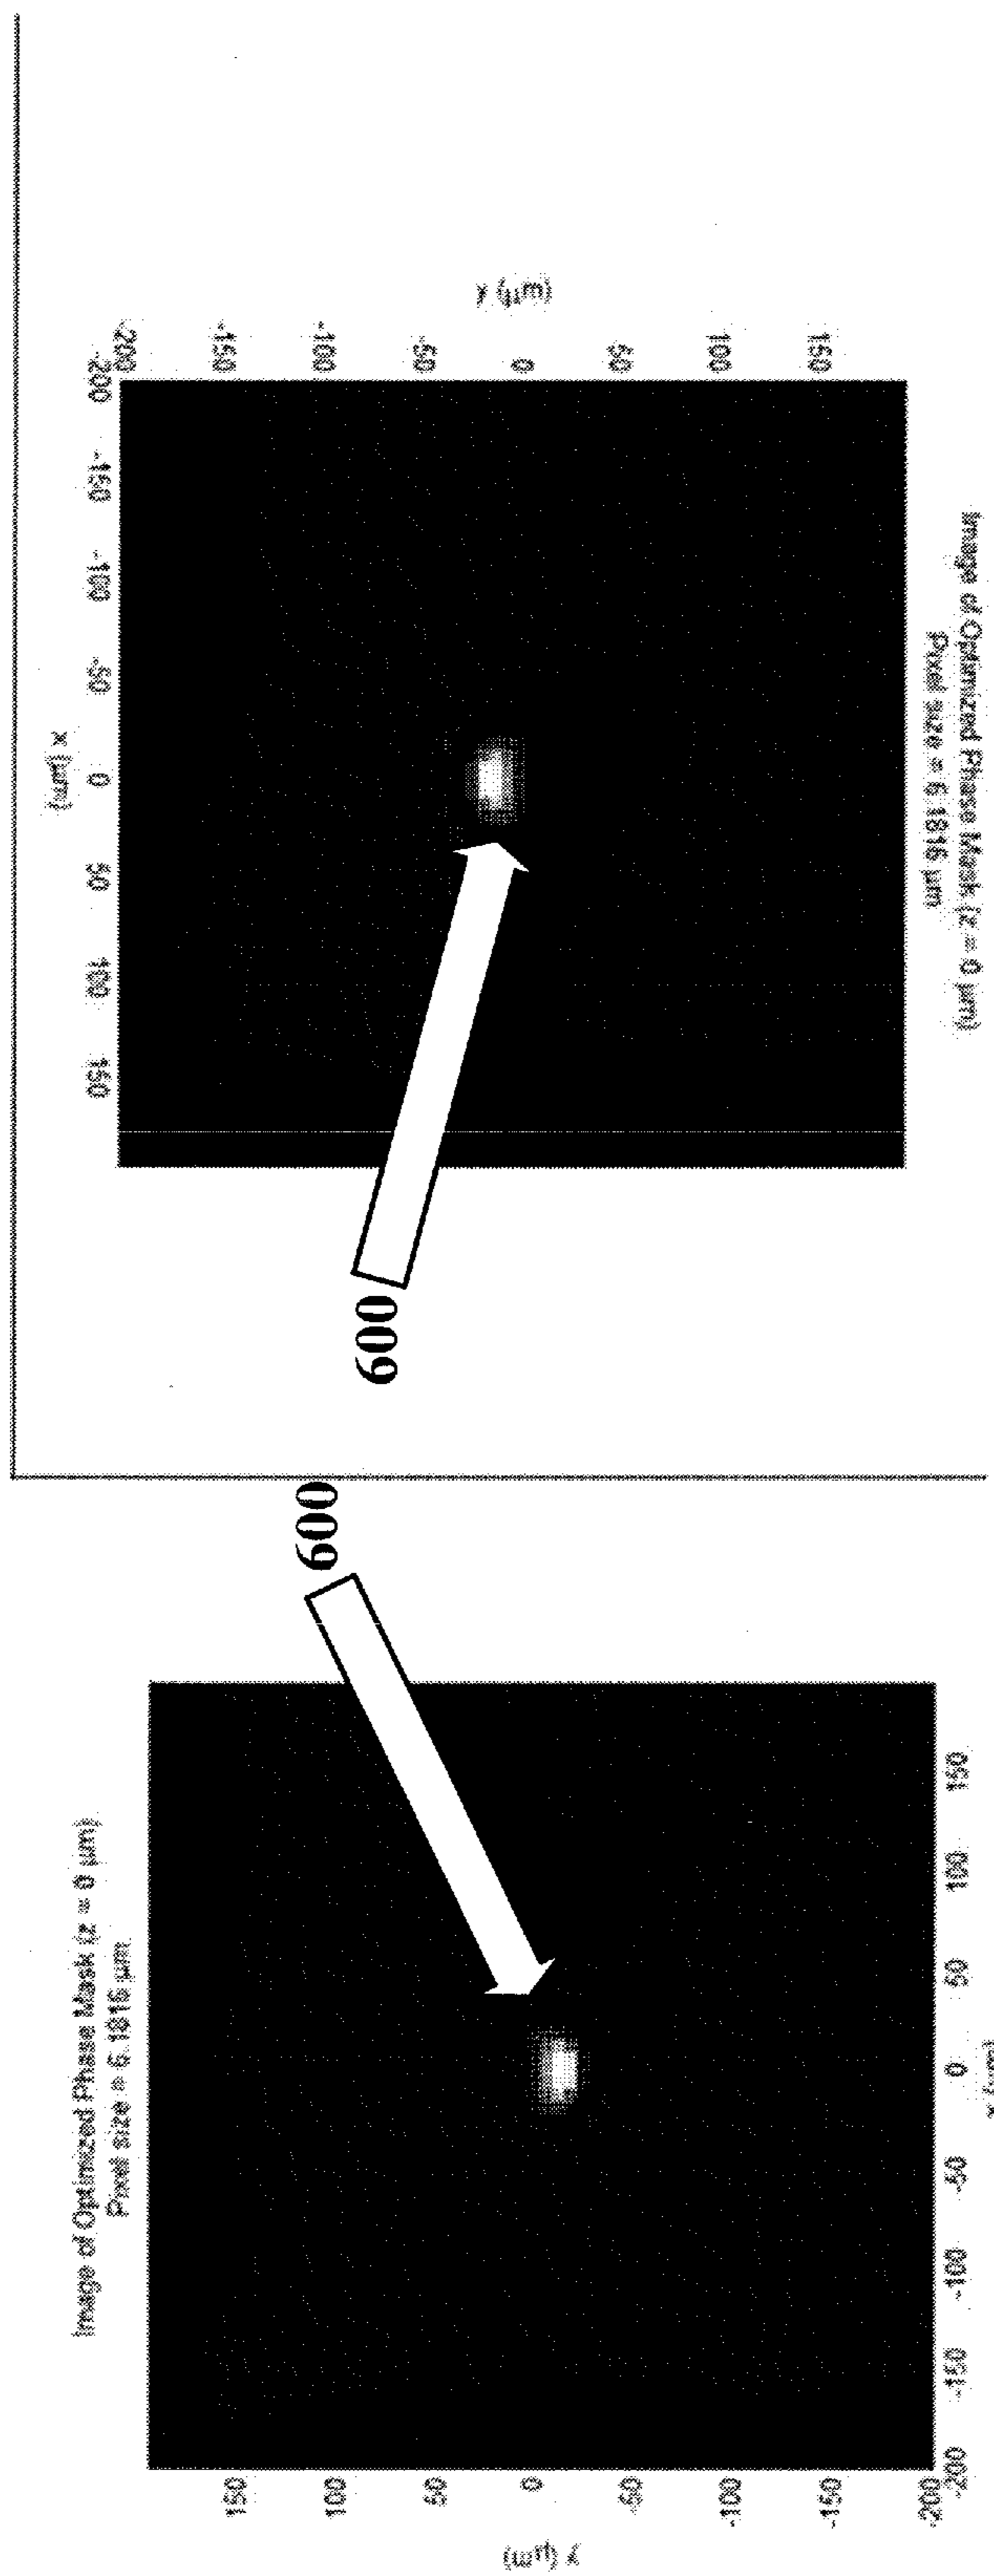 Image of Optimized Phase Mask (z = 0 µm)
Pixel size = 6.1816 µm
600
y (µm)
150
100
50
0
-50
-100
-150
-200
-200 -150 -100 -50 0 50 100 150
x (µm)
600
Image of Optimized Phase Mask (z = 0 µm)
Pixel size = 6.1816 µm
x (µm)
-200 -150 -100 -50 0 50 100 150
-200
-150
-100
-50
0
50
100
150
y (µm)